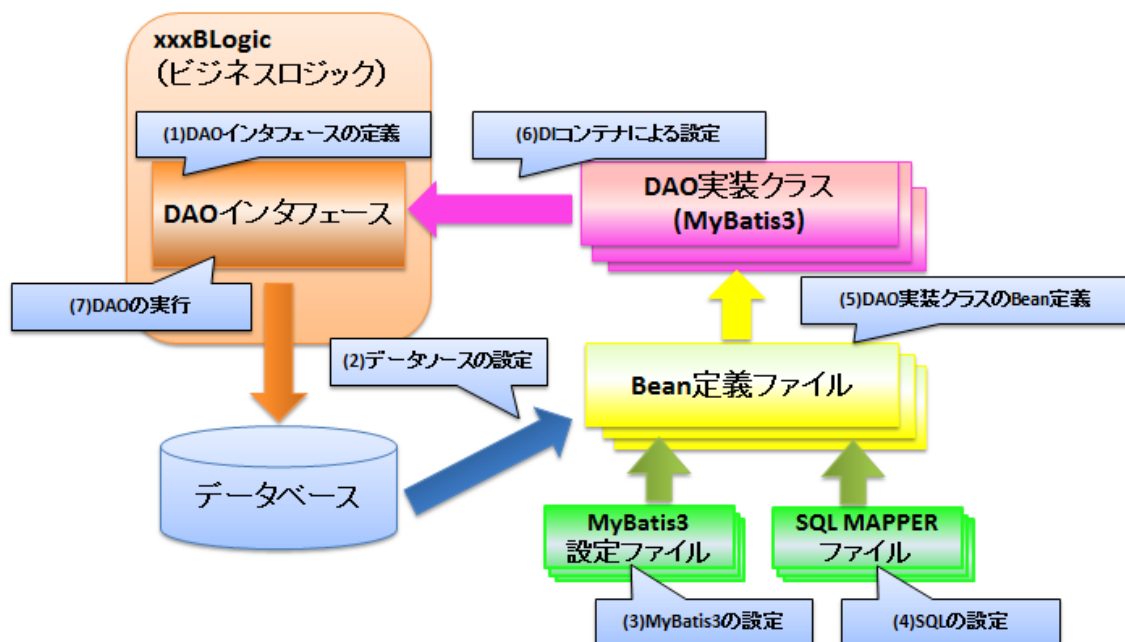 xxxBLogic
(ビジネスロジック)
(1)DAOインタフェースの定義
(6)DIコンテナによる設定
DAOインタフェース
DAO実装クラス
(MyBatis3)
(7)DAOの実行
(5)DAO実装クラスのBean定義
(2)データソースの設定
Bean定義ファイル
データベース
MyBatis3
設定ファイル
SQL MAPPER
ファイル
(3)MyBatis3の設定
(4)SQLの設定